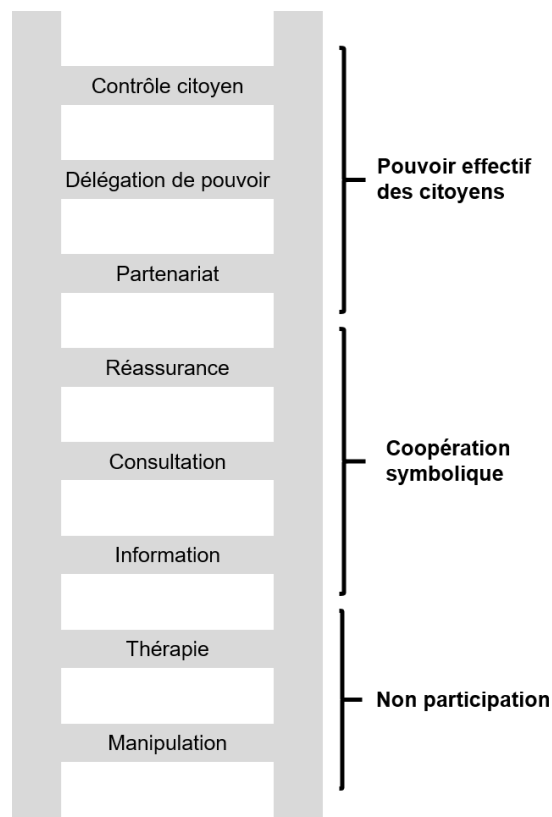 Contrôle citoyen
Délégation de pouvoir
Partenariat
Réassurance
Consultation
Information
Thérapie
Manipulation
Pouvoir effectif
des citoyens
Coopération
symbolique
Non participation